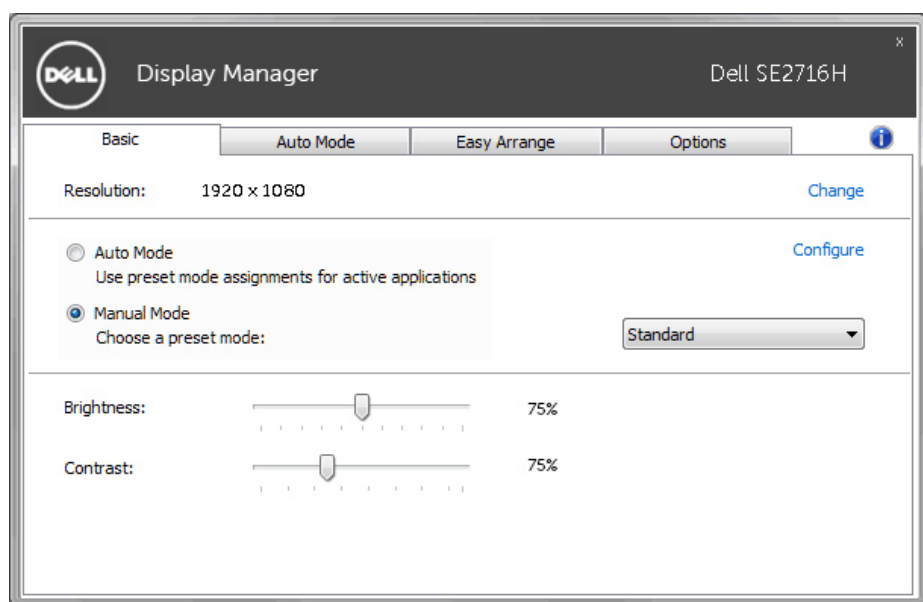 x
DELL Display Manager Dell SE2716H
Basic Auto Mode Easy Arrange Options i
Resolution: 1920 x 1080 Change
Auto Mode Configure
Use preset mode assignments for active applications
Manual Mode
Choose a preset mode: Standard
Brightness: 75%
Contrast: 75%